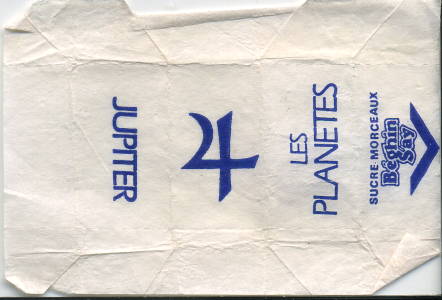 JUPITER
♃
LES
PLANETES
SUCRE MORCEAUX
Béghin
Say